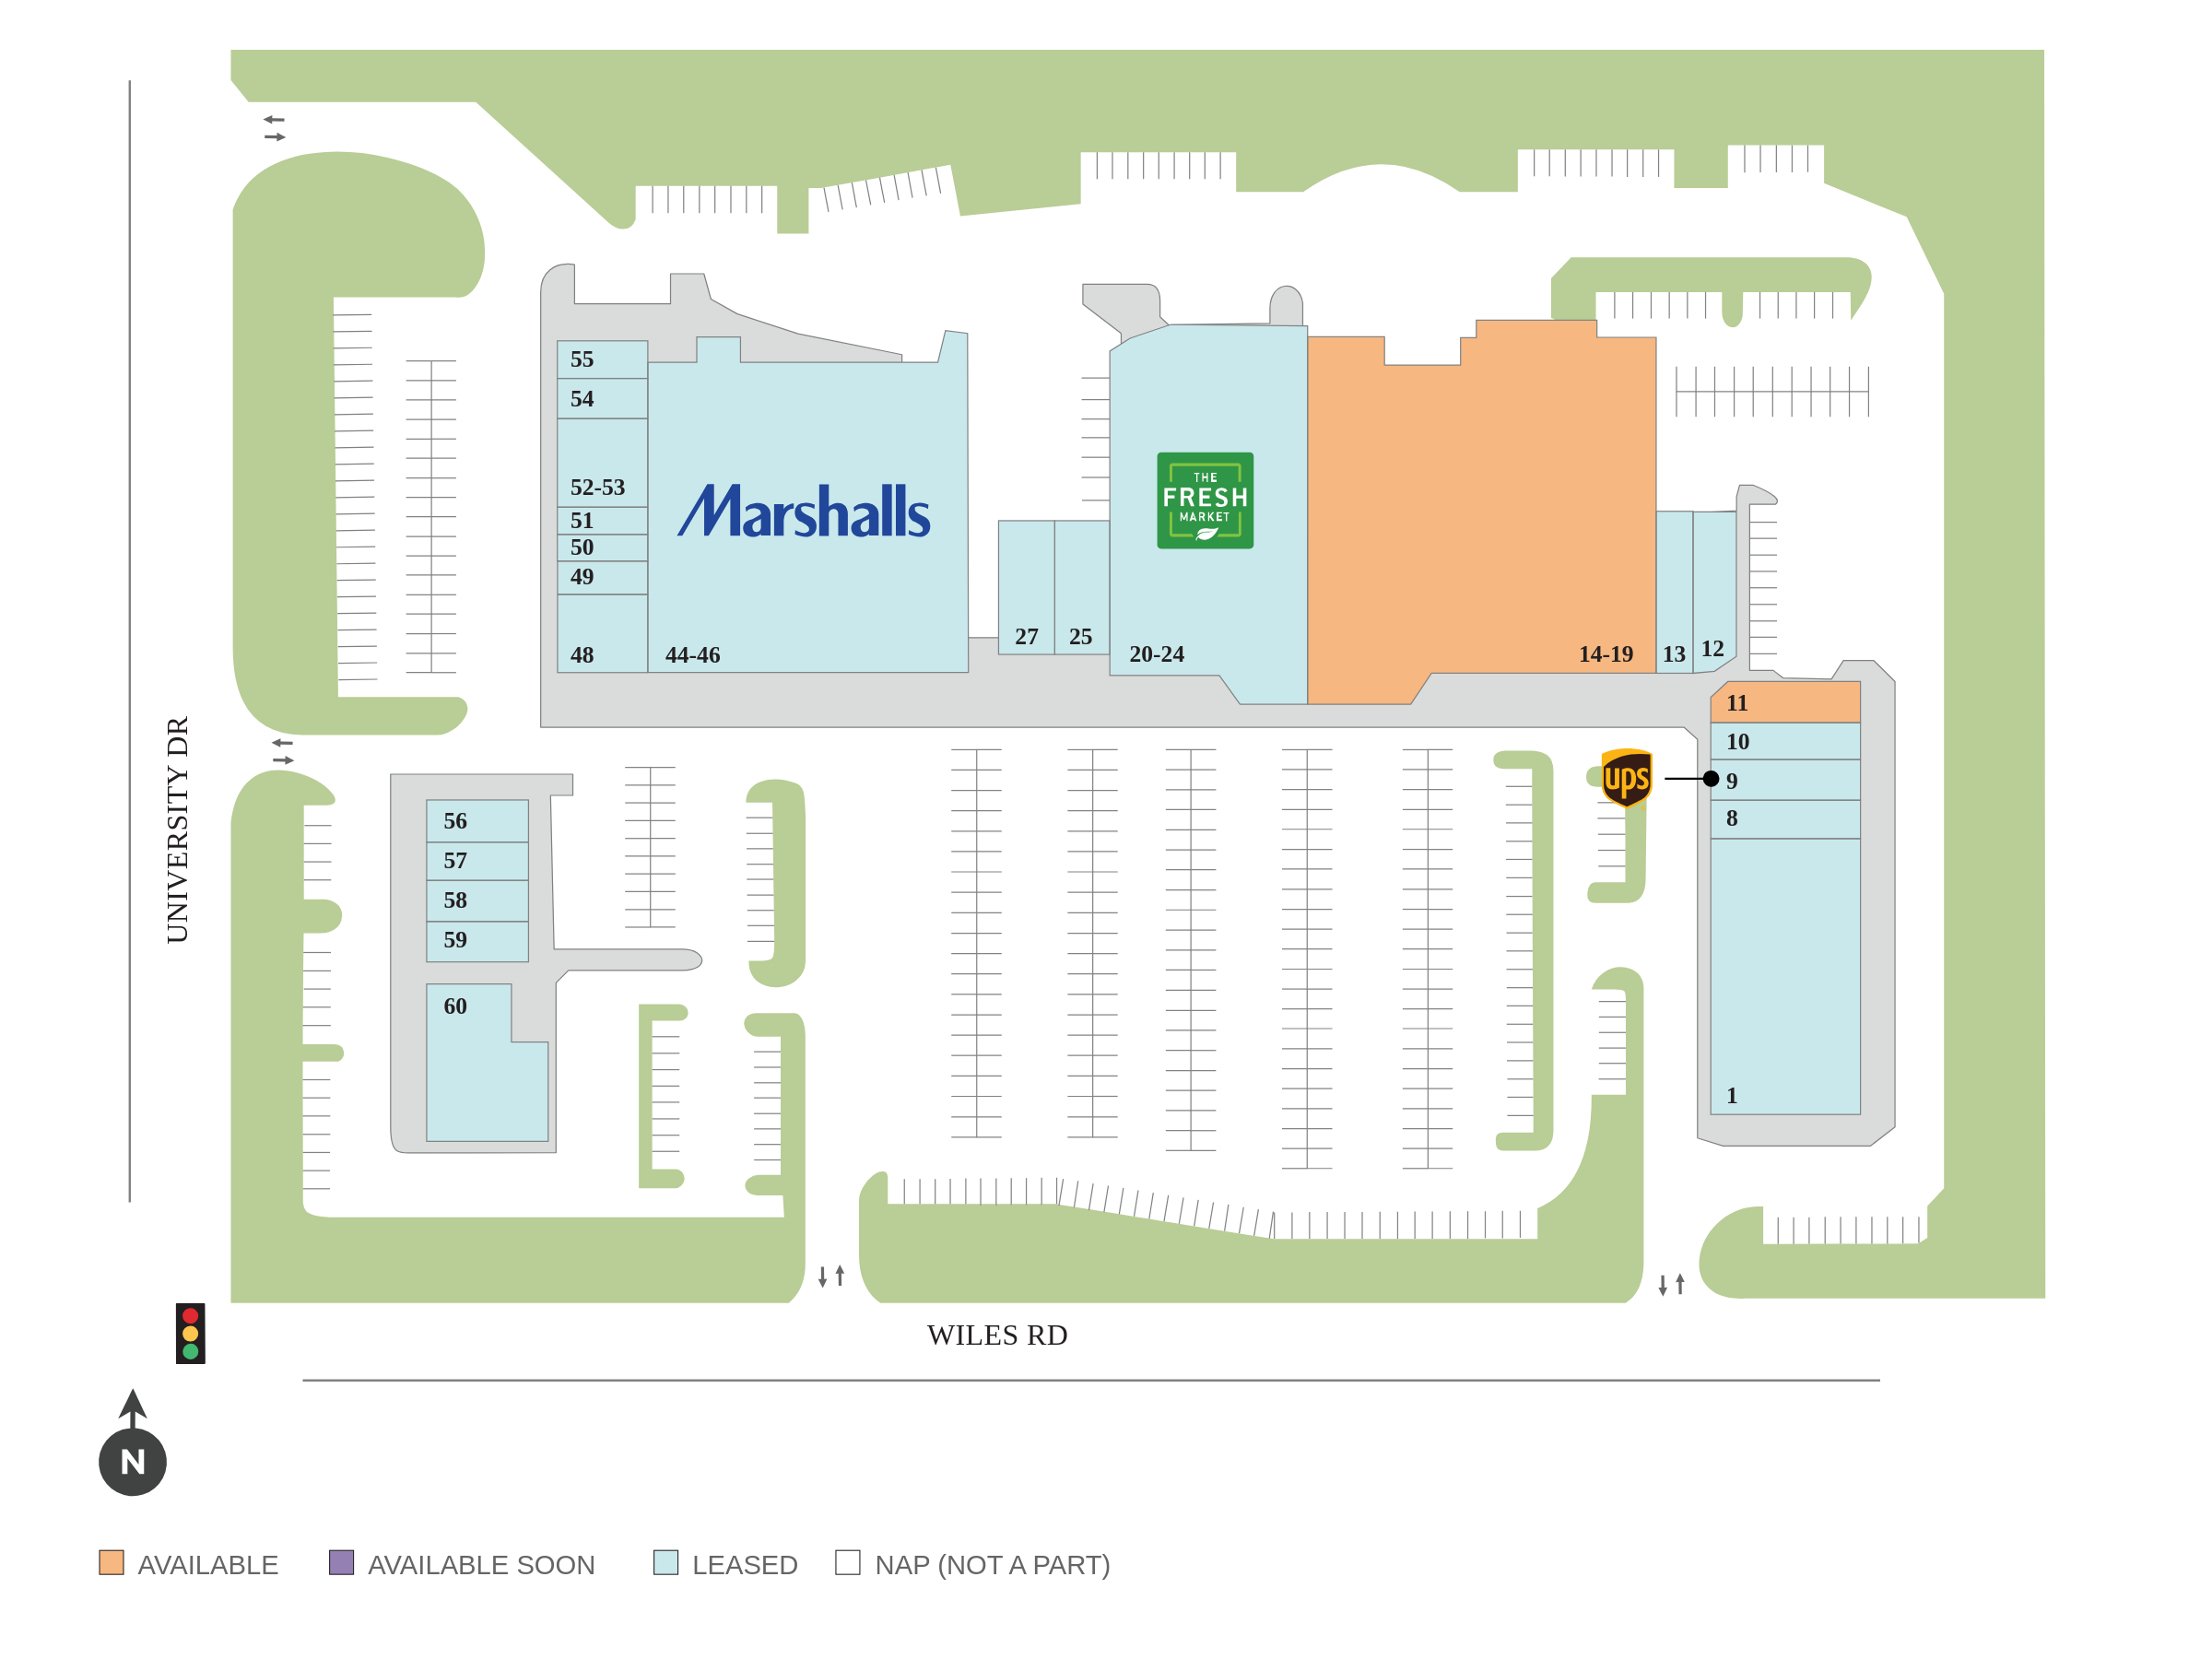 55
54
52-53
51
50
49
48
Marshalls
44-46
27
25
THE
FRESH
MARKET
20-24
14-19
13
12
11
10
9
8
1
ups
56
57
58
59
60
UNIVERSITY DR
WILES RD
N
AVAILABLE
AVAILABLE SOON
LEASED
NAP (NOT A PART)